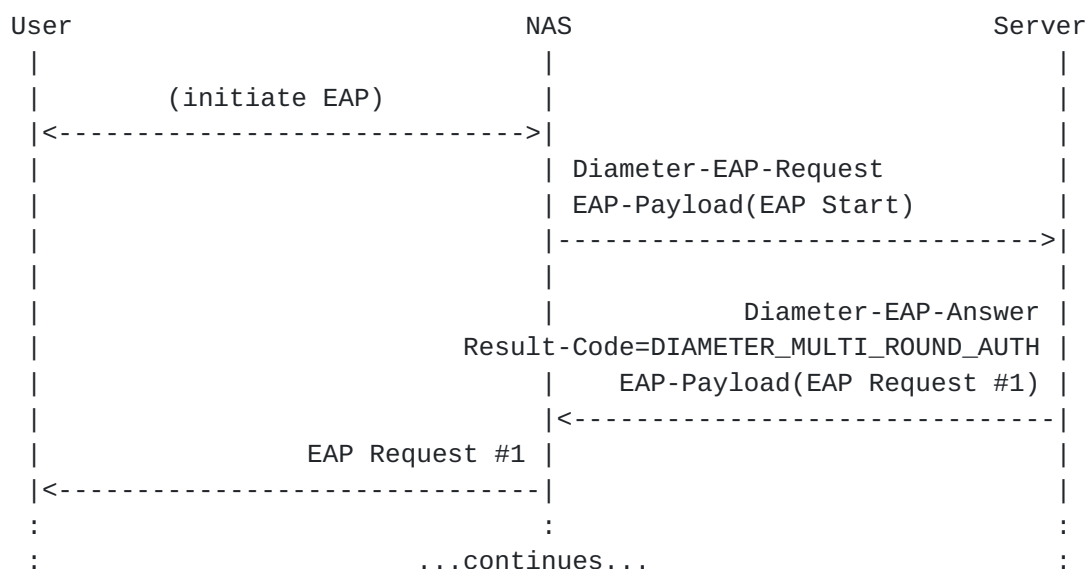 User                             NAS                           Server
 |                                |                                |
 |        (initiate EAP)          |                                |
 |<------------------------------>|                                |
 |                                | Diameter-EAP-Request           |
 |                                | EAP-Payload(EAP Start)         |
 |                                |------------------------------->|
 |                                |                                |
 |                                |            Diameter-EAP-Answer |
 |                           Result-Code=DIAMETER_MULTI_ROUND_AUTH |
 |                                |    EAP-Payload(EAP Request #1) |
 |                                |<-------------------------------|
 |                 EAP Request #1 |                                |
 |<-------------------------------|                                |
 :                                :                                :
 :                        ...continues...                          :